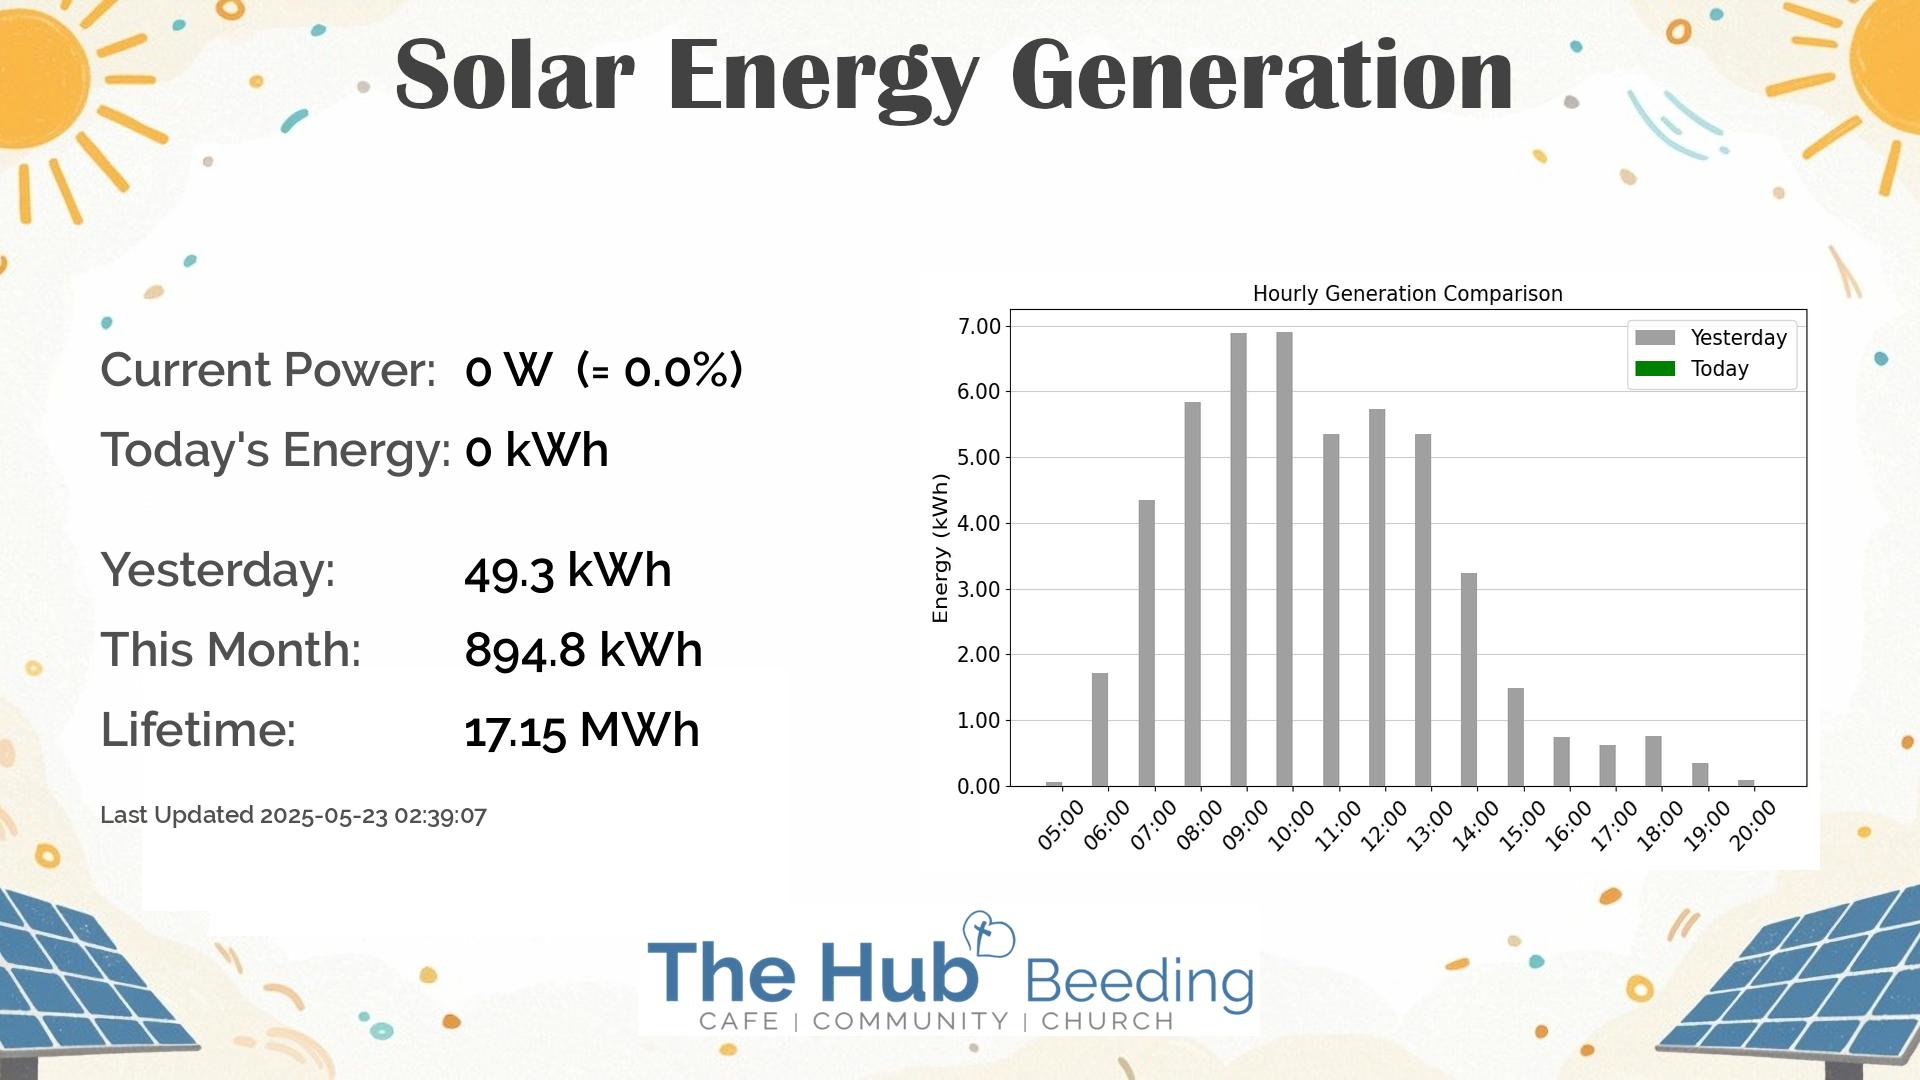 Solar Energy Generation
Current Power: 0 W (= 0.0%)
Today's Energy: 0 kWh
Yesterday: 49.3 kWh
This Month: 894.8 kWh
Lifetime: 17.15 MWh
Last Updated 2025-05-23 02:39:07
Hourly Generation Comparison
Yesterday
Today
Energy (kWh)
7.00
6.00
5.00
4.00
3.00
2.00
1.00
0.00
05:00 06:00 07:00 08:00 09:00 10:00 11:00 12:00 13:00 14:00 15:00 16:00 17:00 18:00 19:00 20:00
The Hub Beeding
CAFE | COMMUNITY | CHURCH